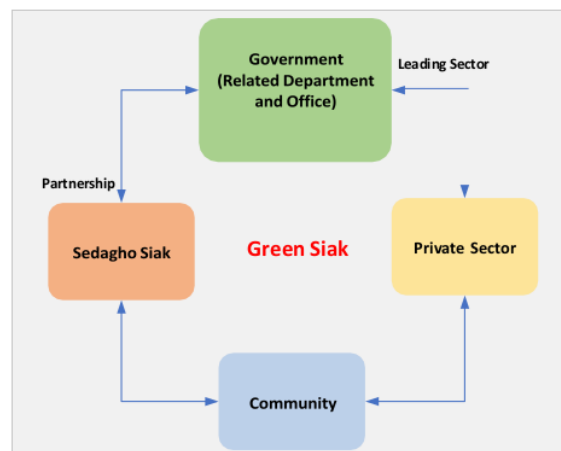 Government
(Related Department
and Office)
Leading Sector
Partnership
Sedagho Siak
Green Siak
Private Sector
Community